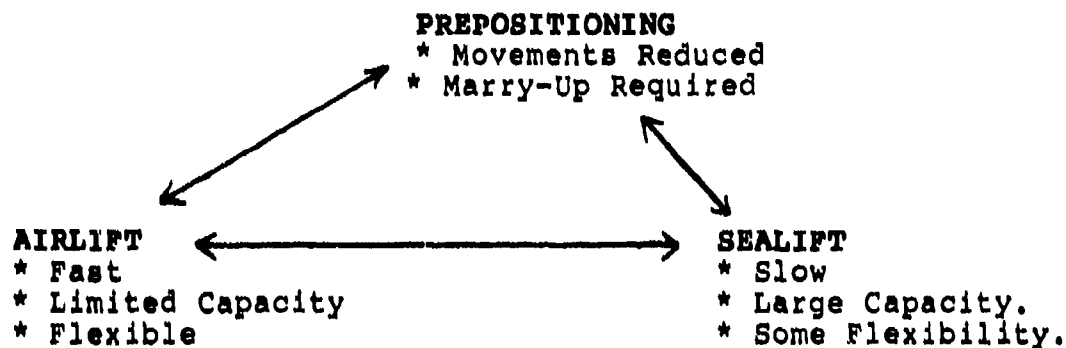 PREPOSITIONING
* Movements Reduced
* Marry-Up Required
AIRLIFT
* Fast
* Limited Capacity
* Flexible
SEALIFT
* Slow
* Large Capacity.
* Some Flexibility.